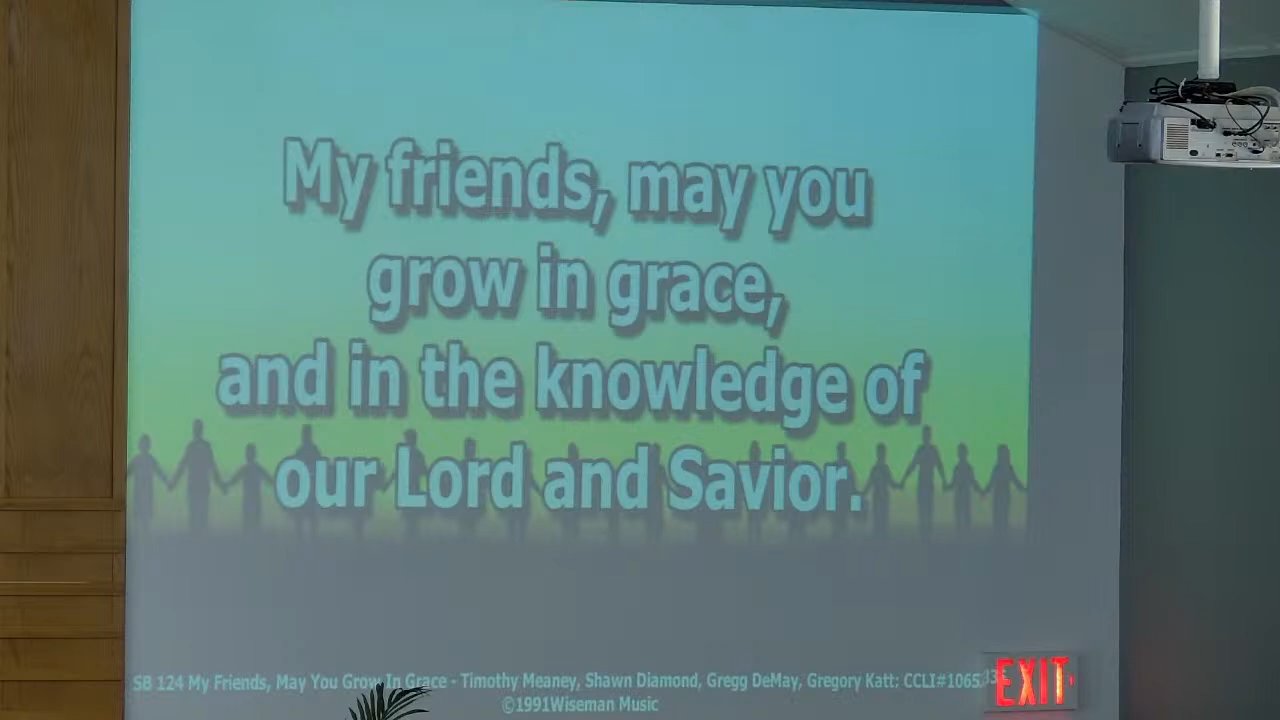 My friends, may you
grow in grace,
and in the knowledge of
our Lord and Savior.
SB 124 My Friends, May You Grow In Grace - Timothy Meaney, Shawn Diamond, Gregg DeMay, Gregory Katt: CCLI#1065
©1991Wiseman Music
EXIT